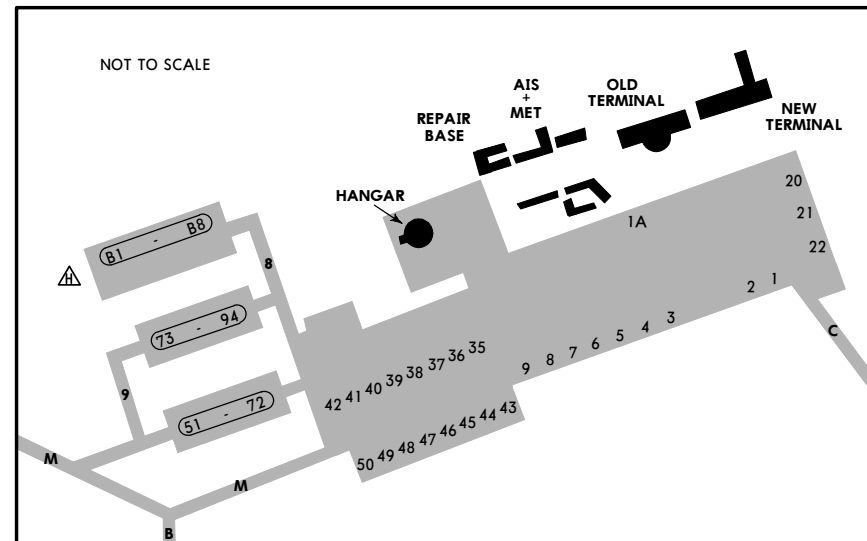 NOT TO SCALE
AIS
+
MET
OLD
TERMINAL
REPAIR
BASE
NEW
TERMINAL
HANGAR
20
21
22
1A
B1 - B8
H
8
73 - 94
9
51 - 72
2 1
9 8 7 6 5 4 3
42 41 40 39 38 37 36 35
50 49 48 47 46 45 44 43
C
M
M
B